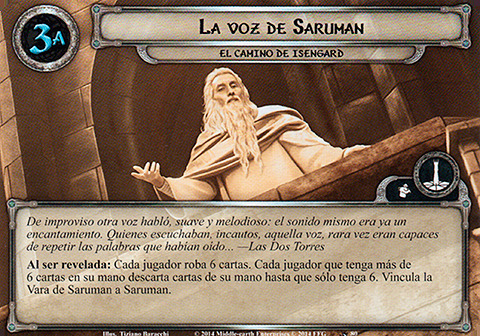 3A
La voz de Saruman
El camino de Isengard
De improviso otra voz habló, suave y melodiosa: el sonido mismo era ya un
encantamiento. Quienes escuchaban, incautos, aquella voz, rara vez eran capaces
de repetir las palabras que habían oído... —Las Dos Torres
Al ser revelada: Cada jugador roba 6 cartas. Cada jugador que tenga más de
6 cartas en su mano descarta cartas de su mano hasta que sólo tenga 6. Vincula la
Vara de Saruman a Saruman.
Illus. Tiziano Baracchi © 2014 Middle-earth Enterprises © 2014 FFG 80